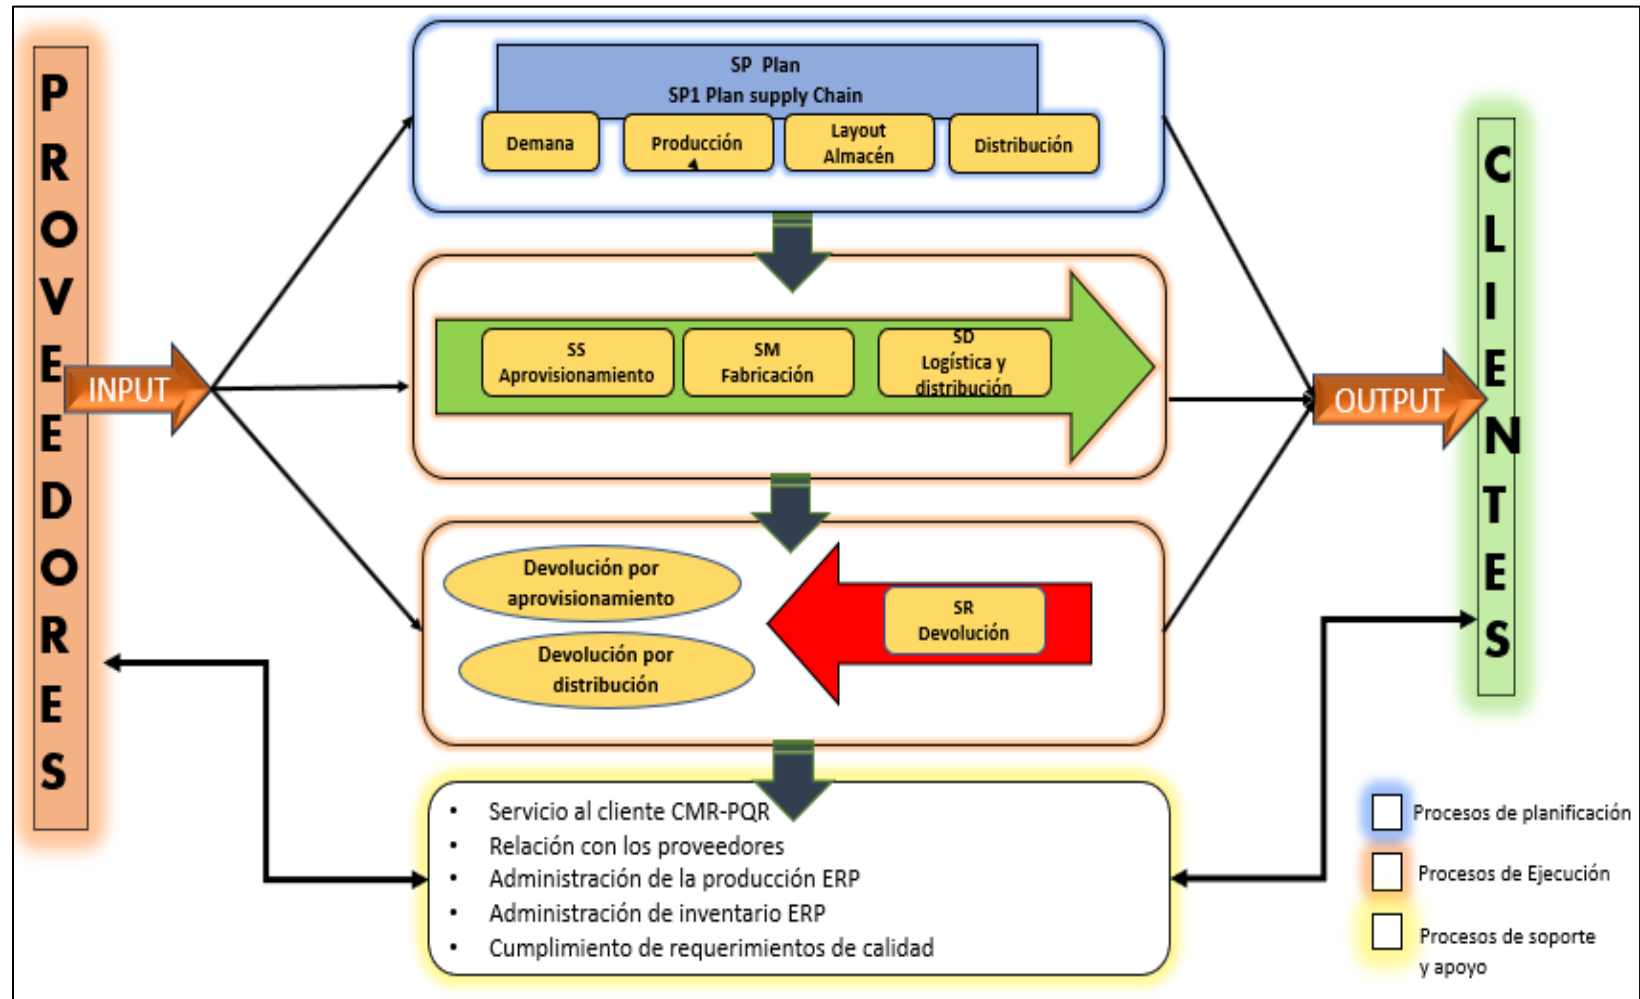 PROVEEDORES
INPUT
SP Plan
SP1 Plan supply Chain
Demana
Producción
Layout
Almacén
Distribución
SS
Aprovisionamiento
SM
Fabricación
SD
Logística y
distribución
Devolución por
aprovisionamiento
Devolución por
distribución
SR
Devolución
• Servicio al cliente CMR-PQR
• Relación con los proveedores
• Administración de la producción ERP
• Administración de inventario ERP
• Cumplimiento de requerimientos de calidad
OUTPUT
CLIENTES
Procesos de planificación
Procesos de Ejecución
Procesos de soporte
y apoyo